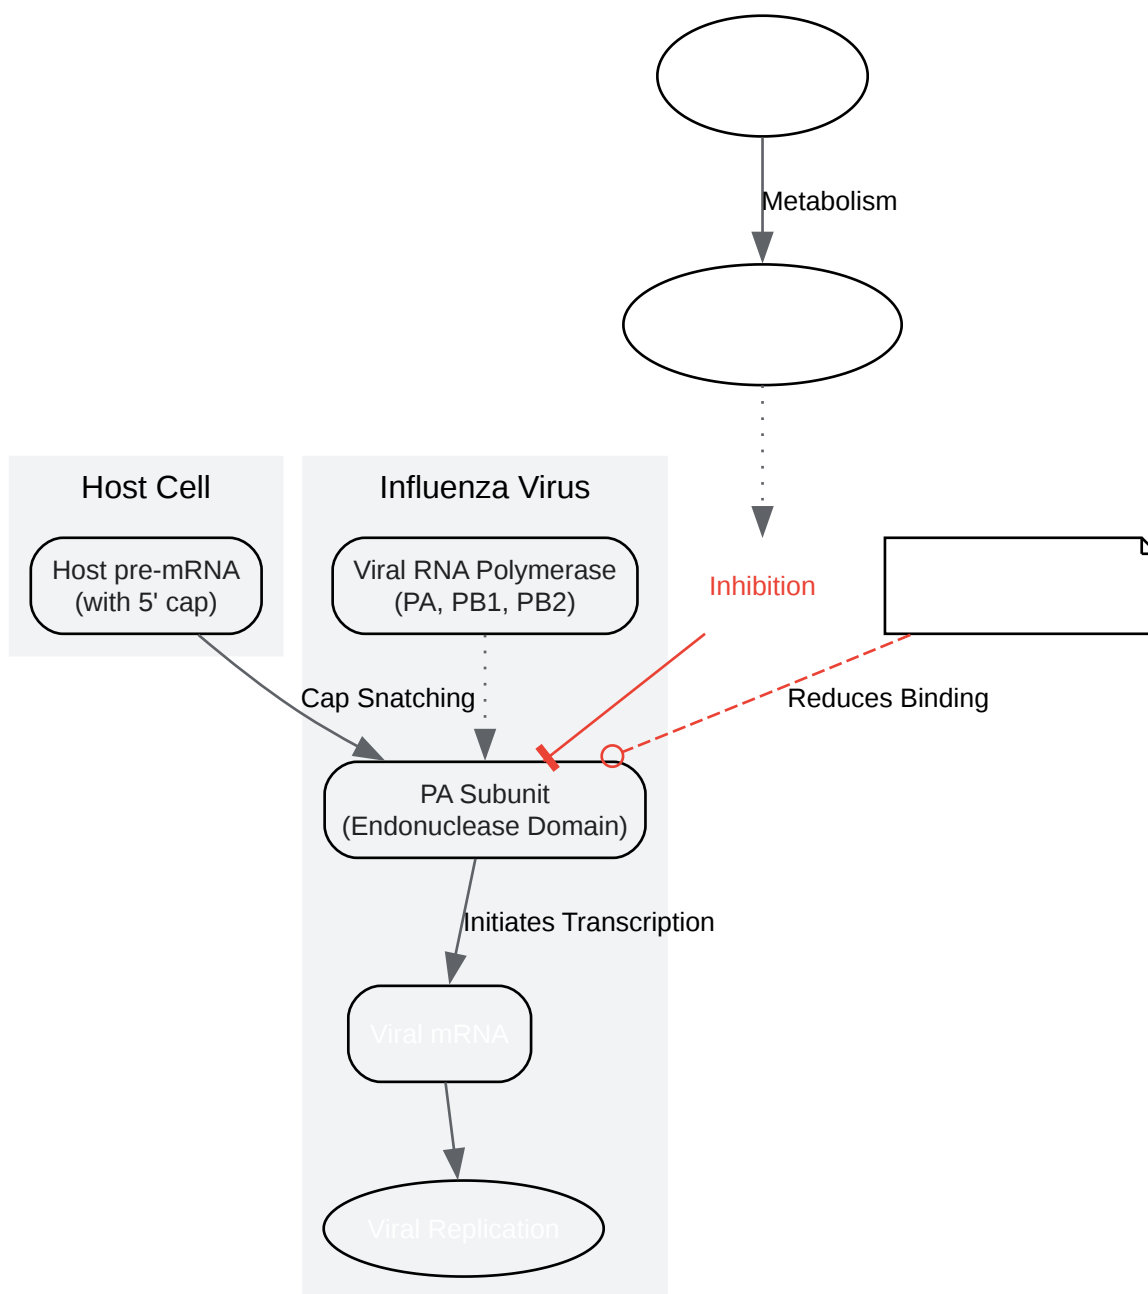 Metabolism
Host Cell
Influenza Virus
Host pre-mRNA
(with 5' cap)
Viral RNA Polymerase
(PA, PB1, PB2)
Inhibition
Cap Snatching
Reduces Binding
PA Subunit
(Endonuclease Domain)
Initiates Transcription
Viral mRNA
Viral Replication